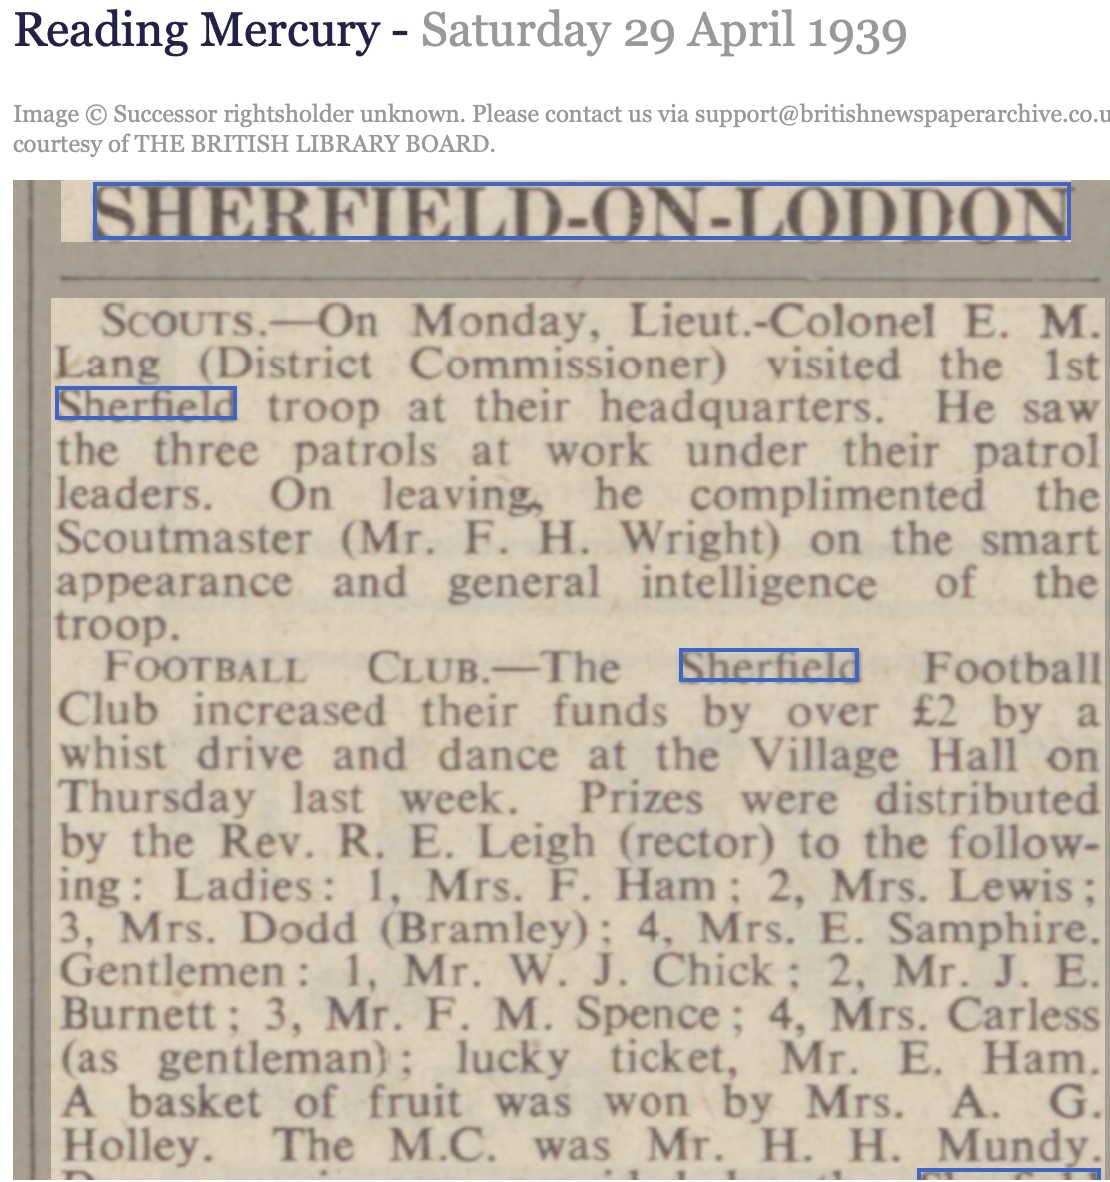 Reading Mercury - Saturday 29 April 1939
Image © Successor rightsholder unknown. Please contact us via support@britishnewspaperarchive.co.u
courtesy of THE BRITISH LIBRARY BOARD.
SHERFIELD-ON-LODDON
SCOUTS.—On Monday, Lieut.-Colonel E. M.
Lang (District Commissioner) visited the 1st
Sherfield troop at their headquarters. He saw
the three patrols at work under their patrol
leaders. On leaving, he complimented the
Scoutmaster (Mr. F. H. Wright) on the smart
appearance and general intelligence of the
troop.
FOOTBALL CLUB.—The Sherfield Football
Club increased their funds by over £2 by a
whist drive and dance at the Village Hall on
Thursday last week. Prizes were distributed
by the Rev. R. E. Leigh (rector) to the follow-
ing: Ladies: 1, Mrs. F. Ham; 2, Mrs. Lewis;
3, Mrs. Dodd (Bramley); 4, Mrs. E. Samphire.
Gentlemen: 1, Mr. W. J. Chick; 2, Mr. J. E.
Burnett; 3, Mr. F. M. Spence; 4, Mrs. Carless
(as gentleman); lucky ticket, Mr. E. Ham.
A basket of fruit was won by Mrs. A. G.
Holley. The M.C. was Mr. H. H. Mundy.